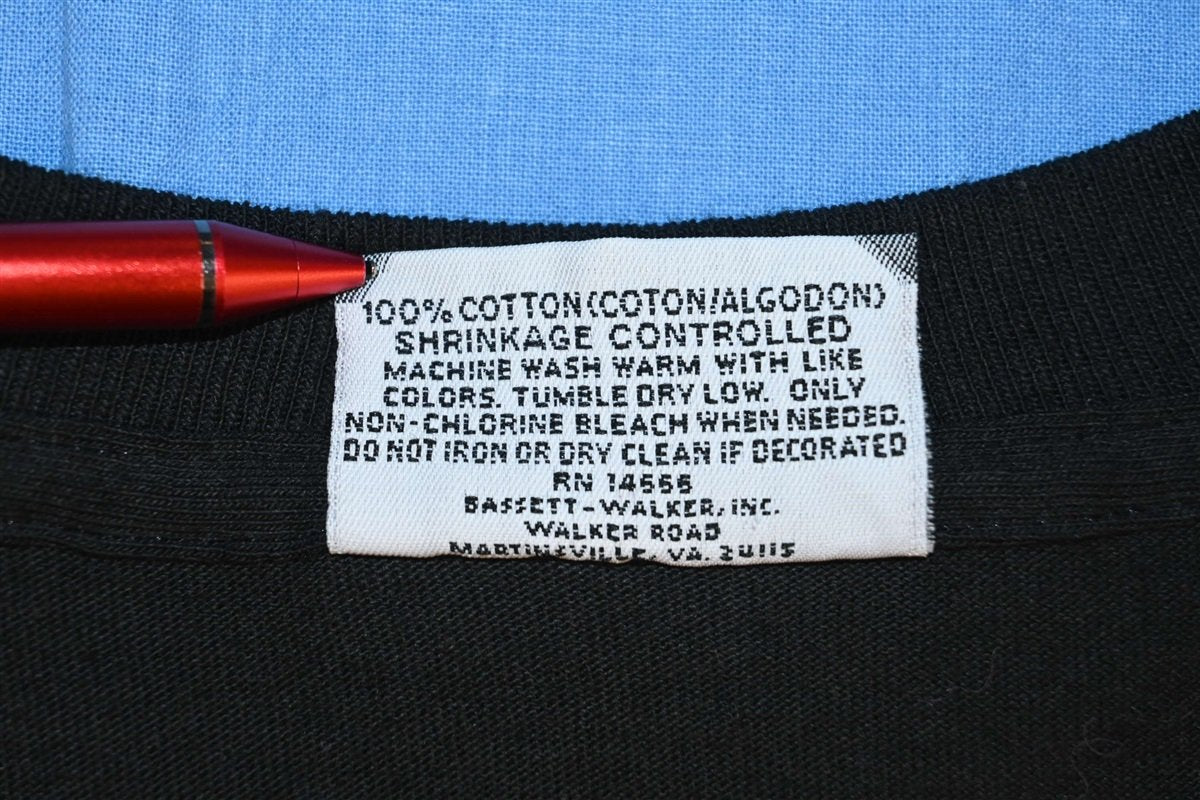 100% COTTON (COTON/ALGODON)
SHRINKAGE CONTROLLED
MACHINE WASH WARM WITH LIKE
COLORS. TUMBLE DRY LOW. ONLY
NON-CHLORINE BLEACH WHEN NEEDED.
DO NOT IRON OR DRY CLEAN IF DECORATED
RN 14666
BASSETT-WALKER, INC.
WALKER ROAD
MARTINSVILLE, VA. 24115